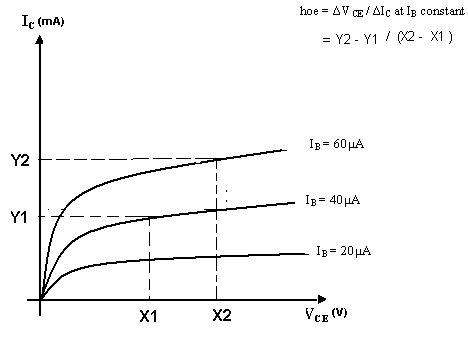 hoe = ΔVCE / ΔIC at IB constant
= Y2 - Y1 / (X2 - X1 )
IC (mA)
IB = 60µA
Y2
IB = 40µA
Y1
IB = 20µA
X1
X2
VCE (V)